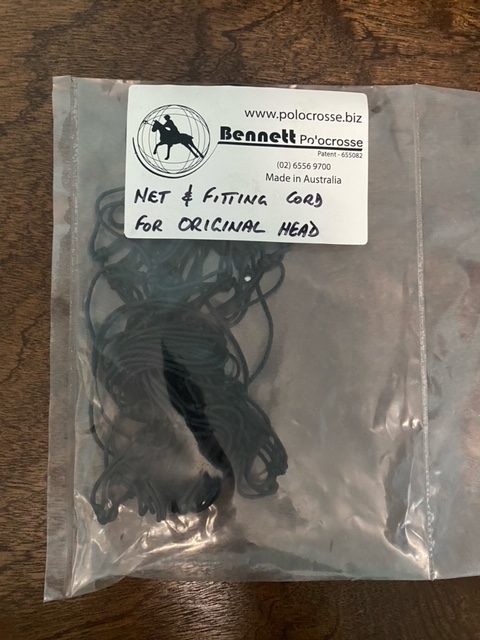 www.polocrosse.biz
Bennett Po'ocrosse
Patent - 655082
(02) 6556 9700
Made in Australia
NET & FITTING CORD
FOR ORIGINAL HEAD